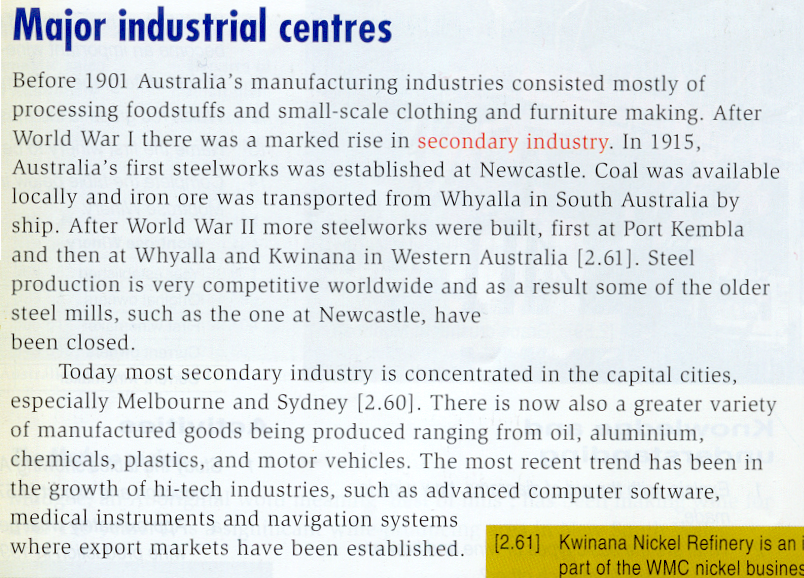 Major industrial centres
Before 1901 Australia's manufacturing industries consisted mostly of
processing foodstuffs and small-scale clothing and furniture making. After
World War I there was a marked rise in secondary industry. In 1915,
Australia's first steelworks was established at Newcastle. Coal was available
locally and iron ore was transported from Whyalla in South Australia by
ship. After World War II more steelworks were built, first at Port Kembla
and then at Whyalla and Kwinana in Western Australia [2.61]. Steel
production is very competitive worldwide and as a result some of the older
steel mills, such as the one at Newcastle, have
been closed.
Today most secondary industry is concentrated in the capital cities,
especially Melbourne and Sydney [2.60]. There is now also a greater variety
of manufactured goods being produced ranging from oil, aluminium,
chemicals, plastics, and motor vehicles. The most recent trend has been in
the growth of hi-tech industries, such as advanced computer software,
medical instruments and navigation systems
where export markets have been established.
[2.61] Kwinana Nickel Refinery is an
part of the WMC nickel